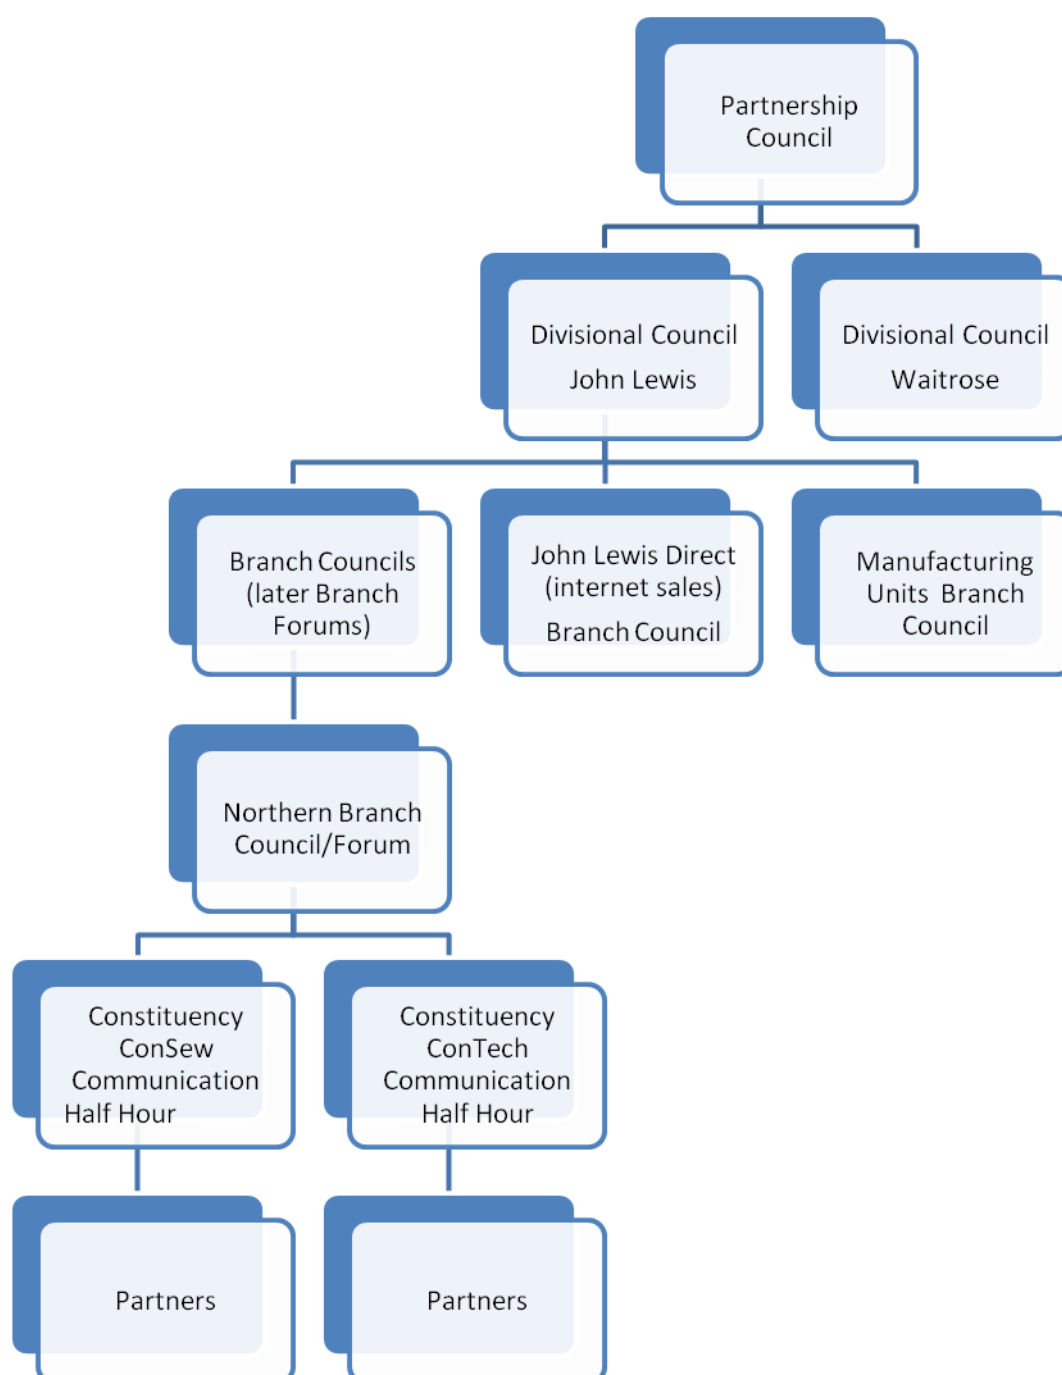 Partnership
Council
Divisional Council
John Lewis
Divisional Council
Waitrose
Branch Councils
(later Branch
Forums)
John Lewis Direct
(internet sales)
Branch Council
Manufacturing
Units Branch
Council
Northern Branch
Council/Forum
Constituency
ConSew
Communication
Half Hour
Constituency
ConTech
Communication
Half Hour
Partners
Partners